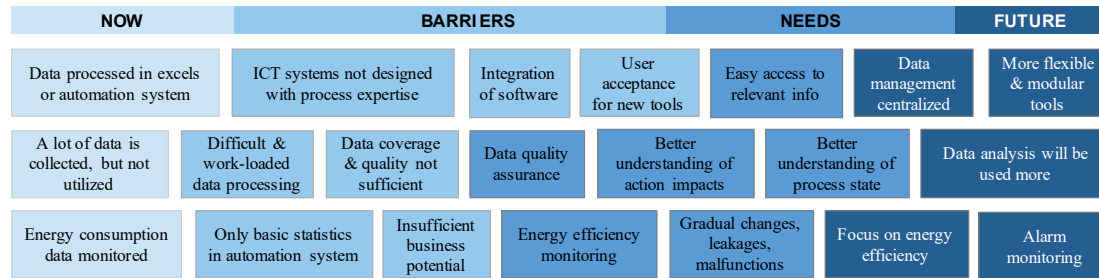 NOW BARRIERS NEEDS FUTURE
Data processed in excels
or automation system
ICT systems not designed
with process expertise
Integration
of software
User
acceptance
for new tools
Easy access to
relevant info
Data
management
centralized
More flexible
& modular
tools
A lot of data is
collected, but not
utilized
Difficult &
work-loaded
data processing
Data coverage
& quality not
sufficient
Data quality
assurance
Better
understanding of
action impacts
Better
understanding of
process state
Data analysis will be
used more
Energy consumption
data monitored
Only basic statistics
in automation system
Insufficient
business
potential
Energy efficiency
monitoring
Gradual changes,
leakages,
malfunctions
Focus on energy
efficiency
Alarm
monitoring